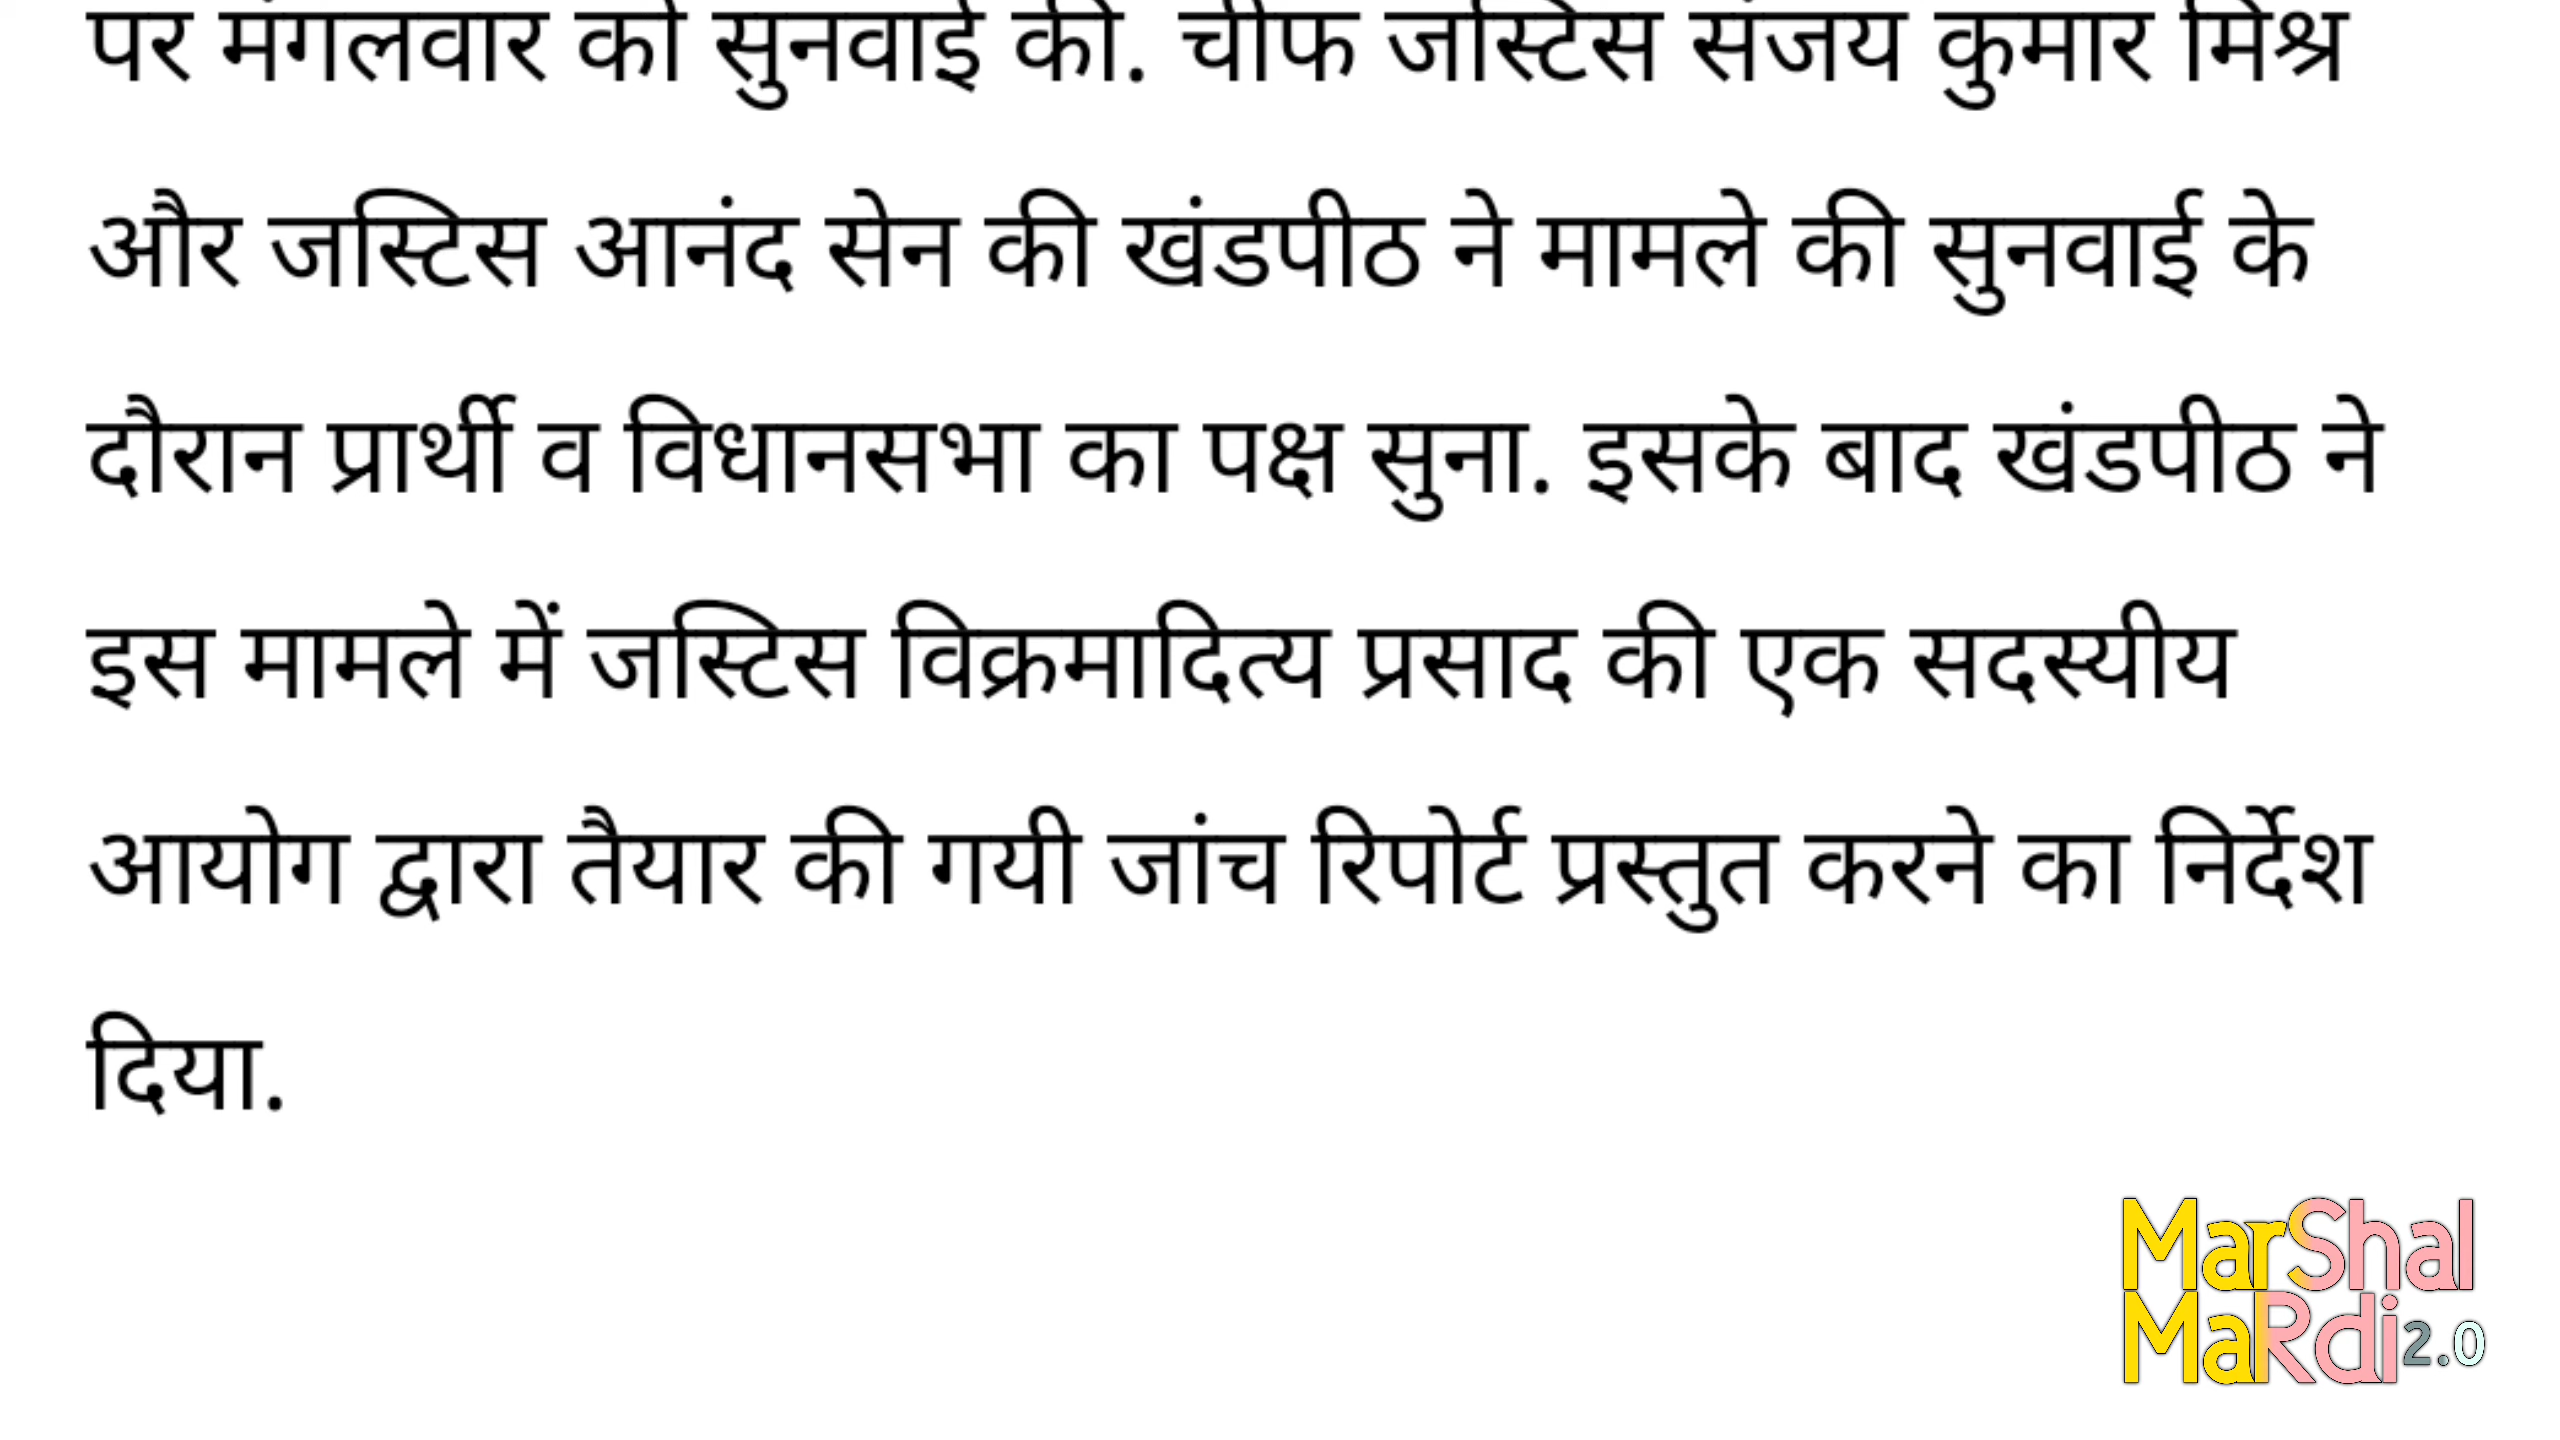 पर मंगलवार को सुनवाई की. चीफ जस्टिस संजय कुमार मिश्र
और जस्टिस आनंद सेन की खंडपीठ ने मामले की सुनवाई के
दौरान प्रार्थी व विधानसभा का पक्ष सुना. इसके बाद खंडपीठ ने
इस मामले में जस्टिस विक्रमादित्य प्रसाद की एक सदस्यीय
आयोग द्वारा तैयार की गयी जांच रिपोर्ट प्रस्तुत करने का निर्देश
दिया.
MarShal
MaRdi2.0